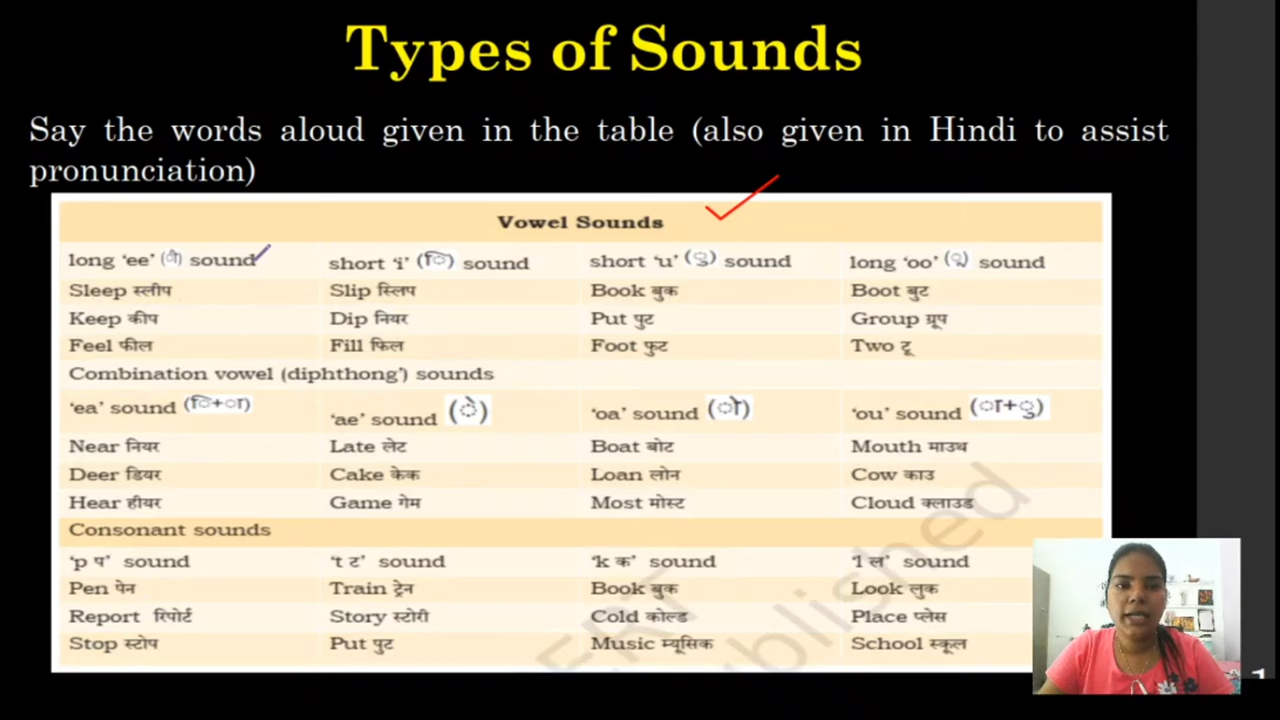 Types of Sounds
Say the words aloud given in the table (also given in Hindi to assist
pronunciation)
Vowel Sounds
long 'ee' (ी) sound short 'i' (ि) sound short 'u' (ु) sound long 'oo' (ू) sound
Sleep स्लीप Slip स्लिप Book बुक Boot बुट
Keep कीप Dip नियर Put पुट Group ग्रूप
Feel फील Fill फिल Foot फुट Two टू
Combination vowel (diphthong') sounds
'ea' sound (ि+ा) 'ae' sound (े) 'oa' sound (ो) 'ou' sound (ा+ु)
Near नियर Late लेट Boat बोट Mouth माउथ
Deer डियर Cake केक Loan लोन Cow काउ
Hear हीयर Game गेम Most मोस्ट Cloud क्लाउड
Consonant sounds
'p प' sound 't ट' sound 'k क' sound 'l ल' sound
Pen पेन Train ट्रेन Book बुक Look लुक
Report रिपोर्ट Story स्टोरी Cold कोल्ड Place प्लेस
Stop स्टोप Put पुट Music म्यूसिक School स्कूल